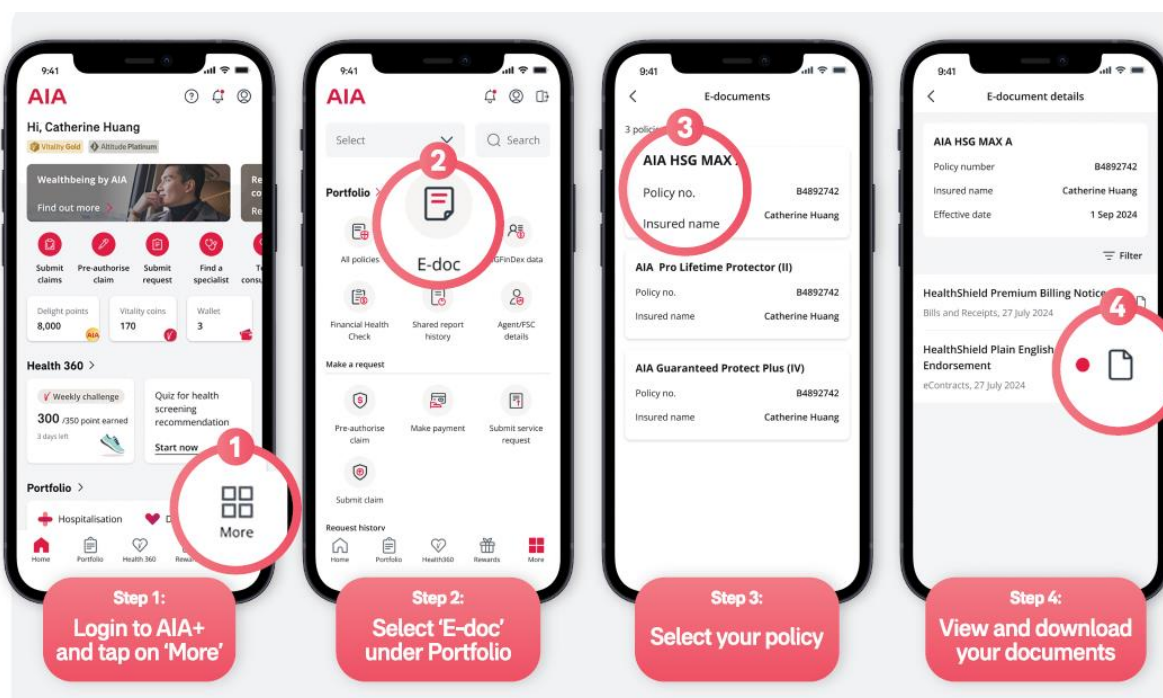 9:41
AIA
Hi, Catherine Huang
Vitality Gold Altitude Platinum
Wealthbeing by AIA
Find out more >
Re
co
Re
Submit claims
Pre-authorise claim
Submit request
Find a specialist
consu
Delight points
8,000
AIA
Vitality coins
170
Wallet
3
Health 360 >
Weekly challenge
300 /350 point earned
3 days left
Quiz for health screening recommendation
Start now
1
Portfolio >
Hospitalisation
More
Home
Portfolio
Health 360
Step 1:
Login to AIA+
and tap on 'More'
9:41
AIA
Select
Search
2
Portfolio >
E-doc
All policies
GFinDex data
Financial Health Check
Shared report history
Agent/FSC details
Make a request
Pre-authorise claim
Make payment
Submit service request
Submit claim
Request history
Home
Portfolio
Health360
Rewards
More
Step 2:
Select 'E-doc'
under Portfolio
9:41
< E-documents
3
AIA HSG MAX
Policy no. B4892742
Insured name Catherine Huang
AIA Pro Lifetime Protector (II)
Policy no. B4892742
Insured name Catherine Huang
AIA Guaranteed Protect Plus (IV)
Policy no. B4892742
Insured name Catherine Huang
Step 3:
Select your policy
9:41
< E-document details
AIA HSG MAX A
Policy number B4892742
Insured name Catherine Huang
Effective date 1 Sep 2024
Filter
HealthShield Premium Billing Notice
Bills and Receipts, 27 July 2024
4
HealthShield Plain English
Endorsement
eContracts, 27 July 2024
Step 4:
View and download
your documents